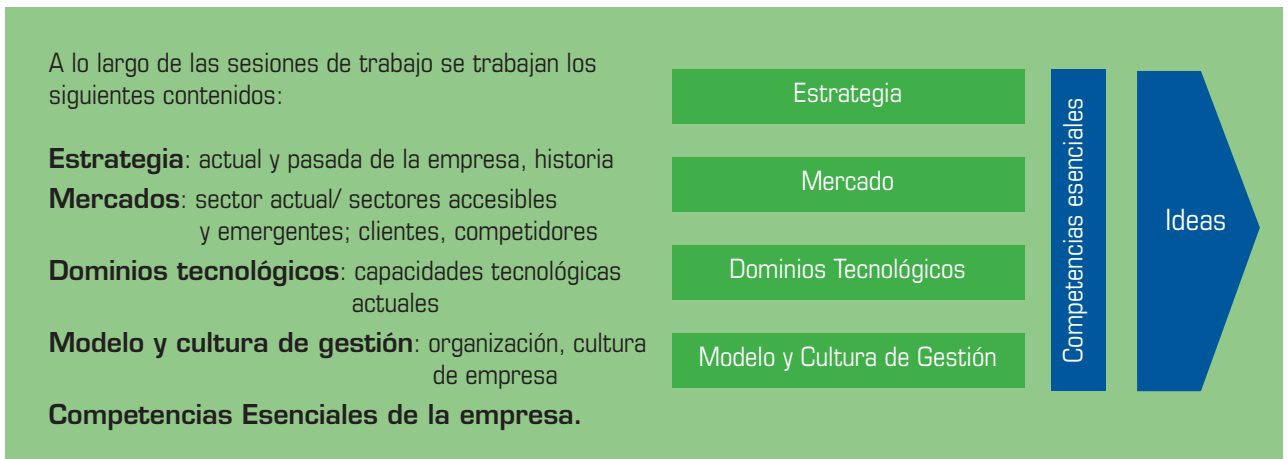 A lo largo de las sesiones de trabajo se trabajan los
siguientes contenidos:
Estrategia: actual y pasada de la empresa, historia
Mercados: sector actual/ sectores accesibles
y emergentes; clientes, competidores
Dominios tecnológicos: capacidades tecnológicas
actuales
Modelo y cultura de gestión: organización, cultura
de empresa
Competencias Esenciales de la empresa.
Estrategia
Mercado
Dominios Tecnológicos
Modelo y Cultura de Gestión
Competencias esenciales
Ideas